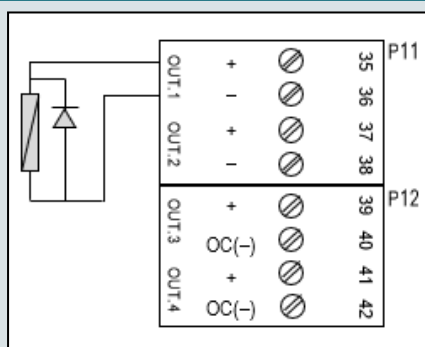 OUT.1 + 35 P11
− 36
OUT.2 + 37
− 38
OUT.3 + 39 P12
OC(−) 40
OUT.4 + 41
OC(−) 42